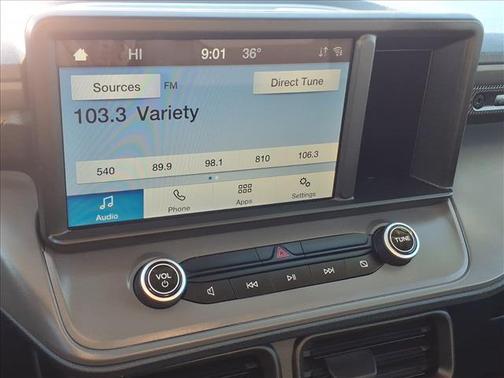 HI 9:01 36°
Sources FM Direct Tune
103.3 Variety
540 89.9 98.1 810 106.3
Audio Phone Apps Settings
VOL TUNE